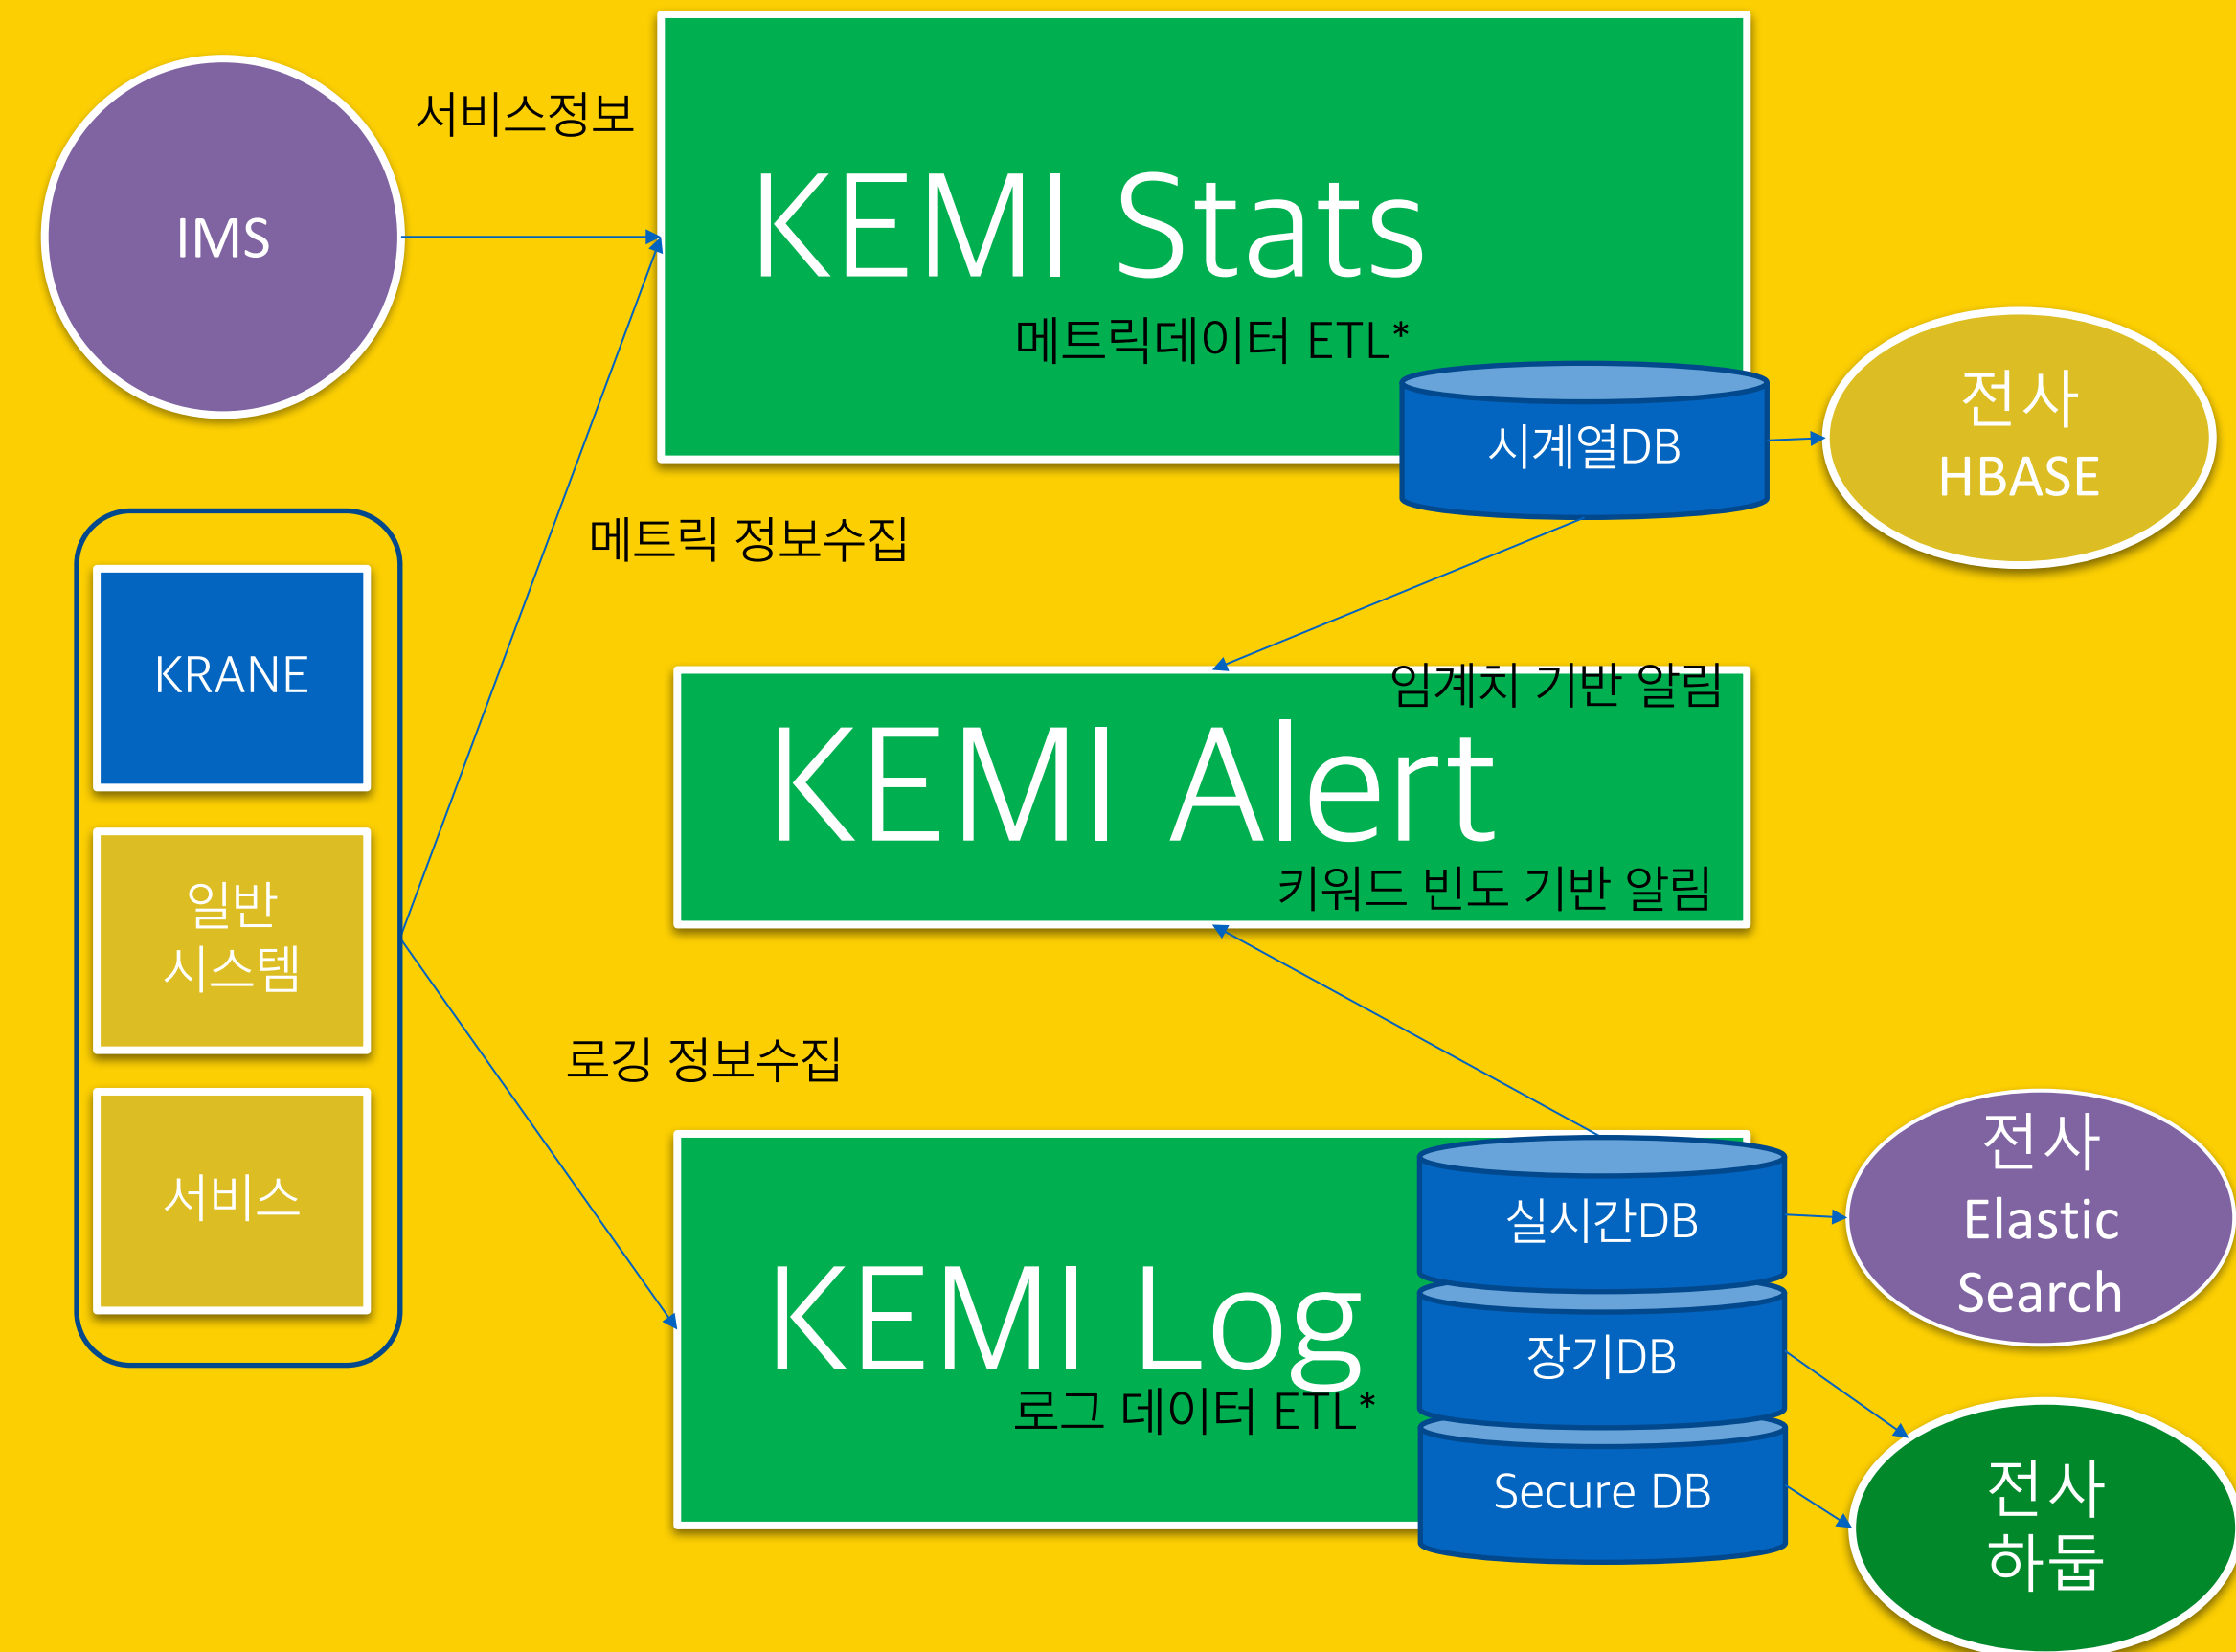 서비스정보
IMS
KEMI Stats
메트릭데이터 ETL*
시계열DB
전사
HBASE
메트릭 정보수집
KRANE
일반
시스템
서비스
임계치 기반 알림
KEMI Alert
키워드 빈도 기반 알림
로깅 정보수집
KEMI Log
로그 데이터 ETL*
실시간DB
장기DB
Secure DB
전사
Elastic
Search
전사
하둡